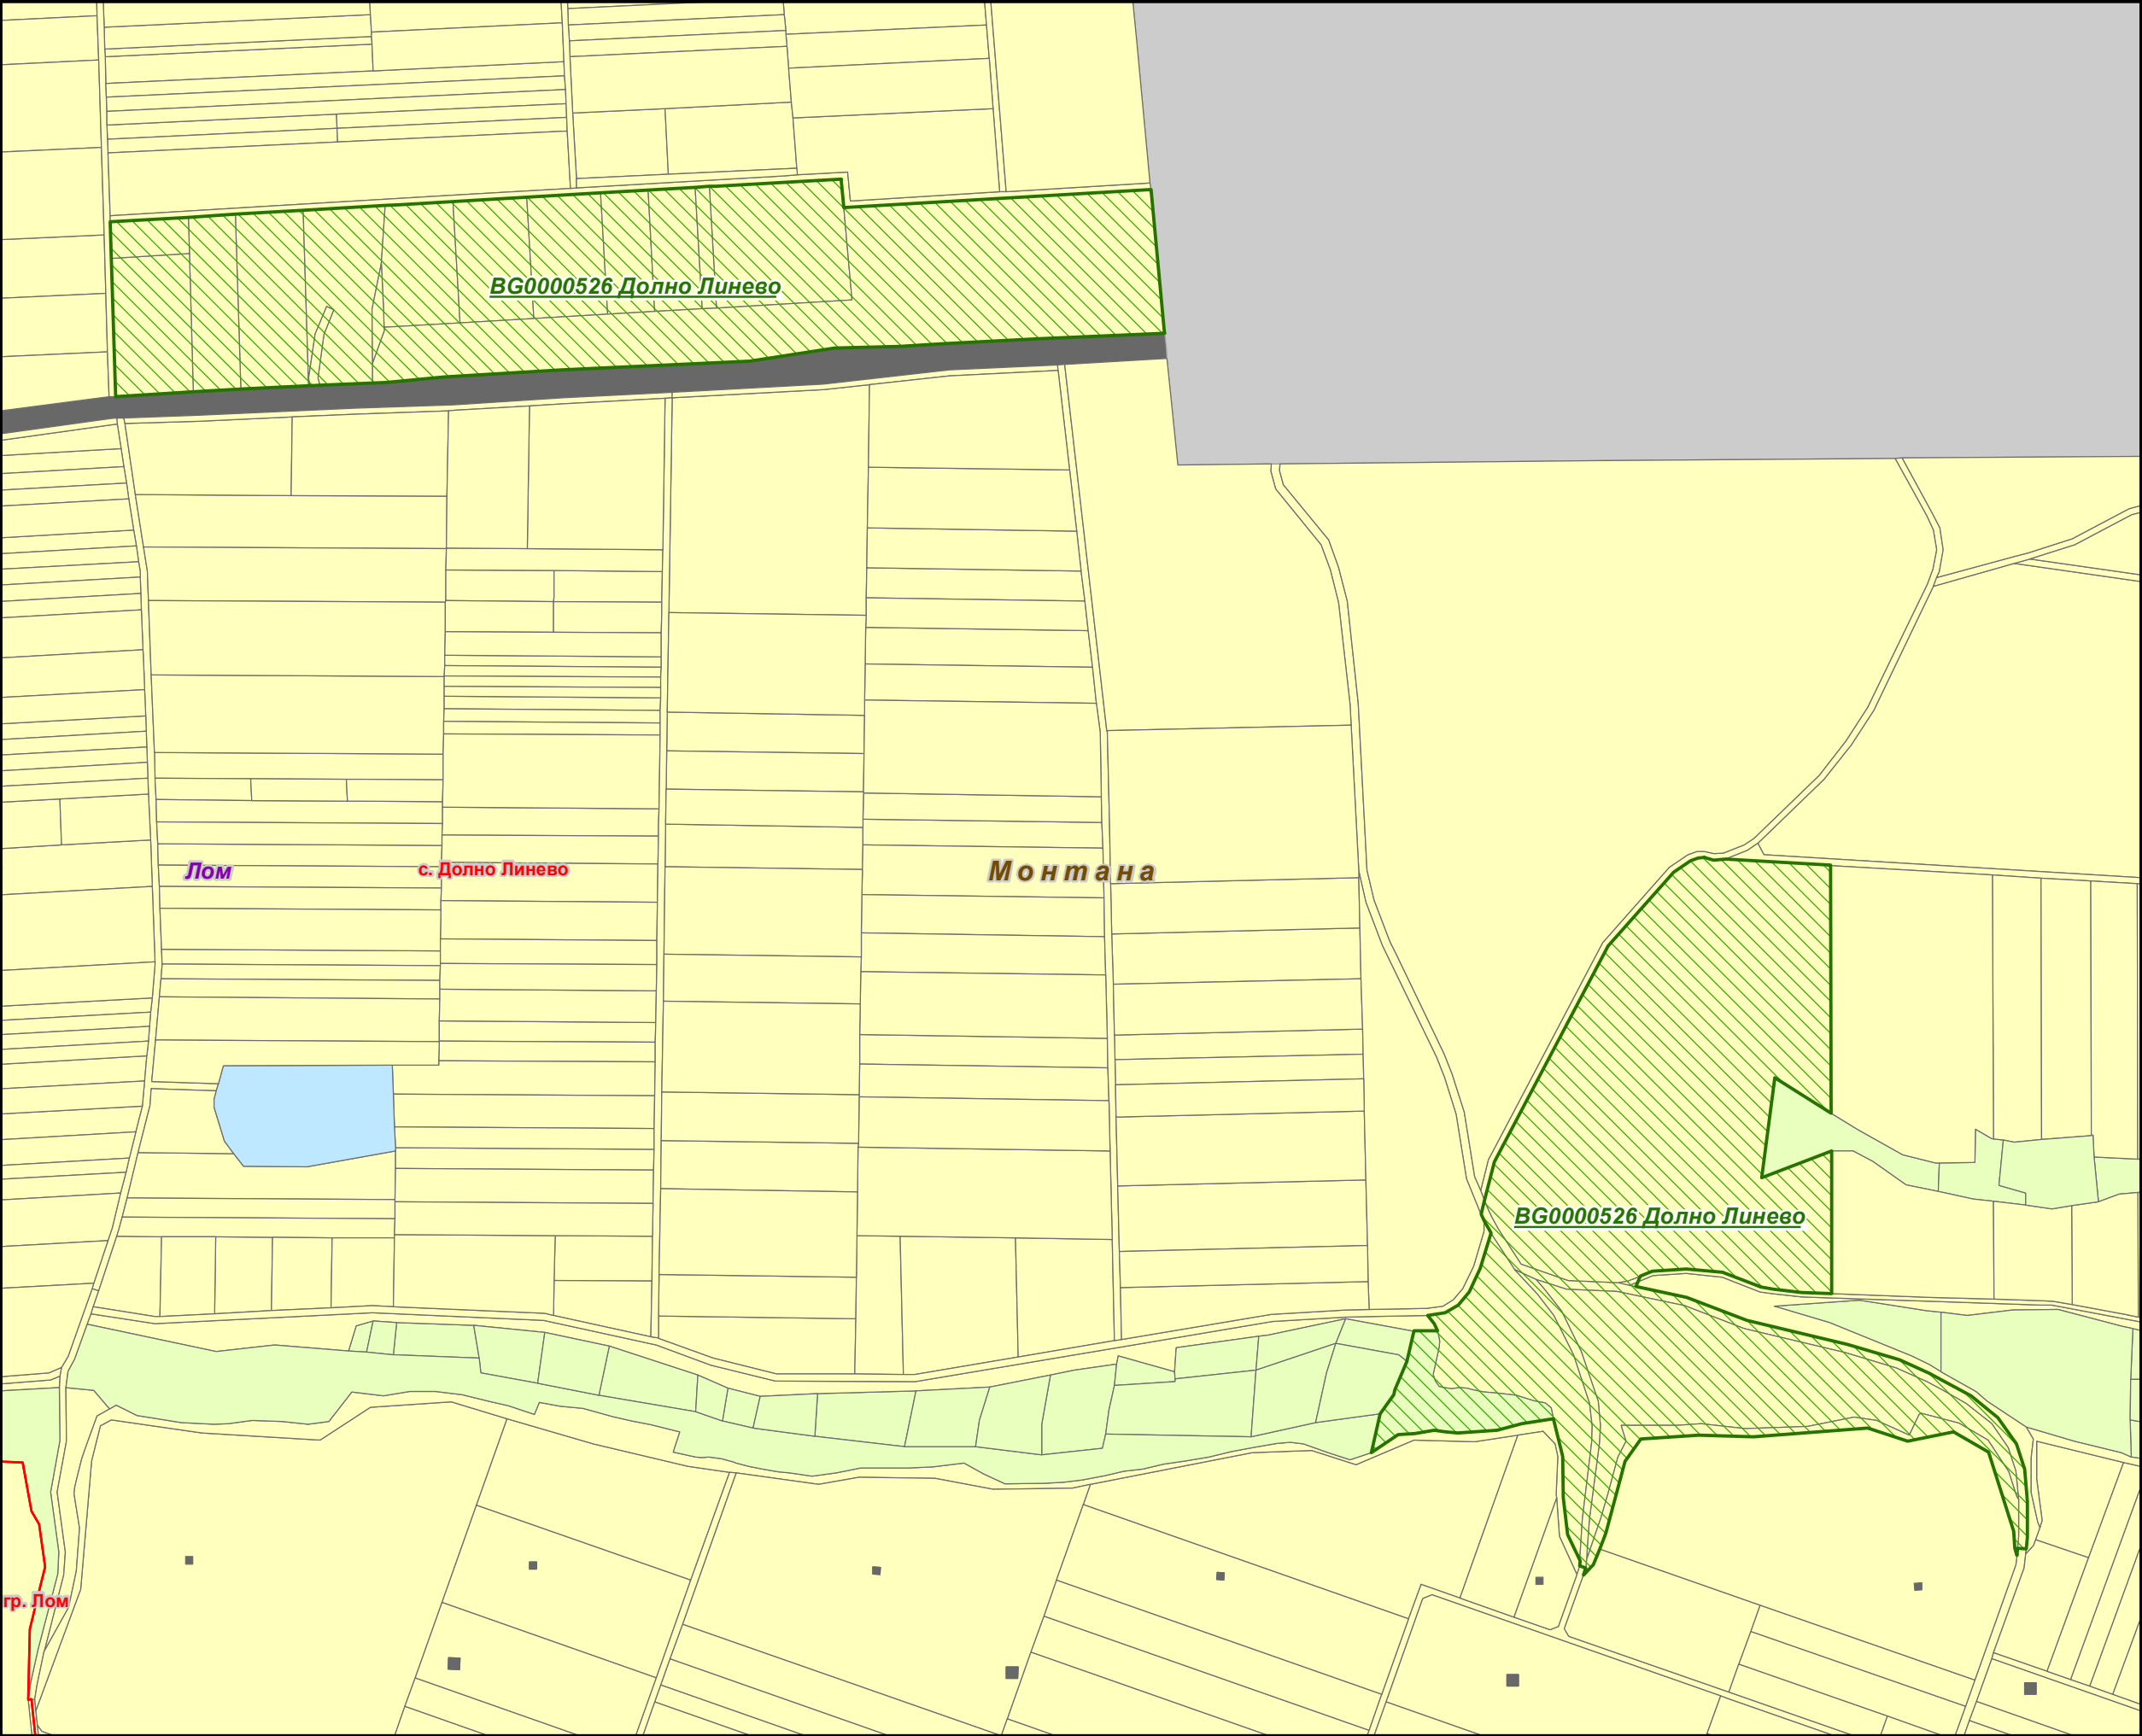 BG0000526 Долно Линево
Лом
с. Долно Линево
Монтана
BG0000526 Долно Линево
гр. Лом